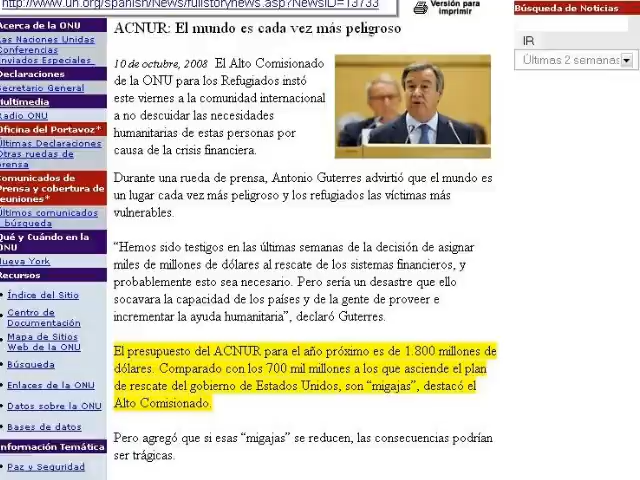 http://www.un.org/spanish/News/fullstorynews.asp?NewsID=13733
Versión para
imprimir
Búsqueda de Noticias
IR
Últimas 2 semanas
Acerca de la ONU
Las Naciones Unidas
Conferencias
Enviados Especiales
Declaraciones
Secretario General
Multimedia
Radio ONU
Oficina del Portavoz*
Últimas Declaraciones
Otras ruedas de
prensa
Comunicados de
Prensa y cobertura de
reuniones*
Últimos comunicados
y búsqueda
Qué y Cuándo en la
ONU
Nueva York
Recursos
Índice del Sitio
Centro de
Documentación
Mapa de Sitios
Web de la ONU
Búsqueda
Enlaces de la ONU
Datos sobre la ONU
Bases de datos
Información Temática
Paz y Seguridad
ACNUR: El mundo es cada vez más peligroso
10 de octubre, 2008 El Alto Comisionado
de la ONU para los Refugiados instó
este viernes a la comunidad internacional
a no descuidar las necesidades
humanitarias de estas personas por
causa de la crisis financiera.
Durante una rueda de prensa, Antonio Guterres advirtió que el mundo es
un lugar cada vez más peligroso y los refugiados las víctimas más
vulnerables.
“Hemos sido testigos en las últimas semanas de la decisión de asignar
miles de millones de dólares al rescate de los sistemas financieros, y
probablemente esto sea necesario. Pero sería un desastre que ello
socavara la capacidad de los países y de la gente de proveer e
incrementar la ayuda humanitaria”, declaró Guterres.
El presupuesto del ACNUR para el año próximo es de 1.800 millones de
dólares. Comparado con los 700 mil millones a los que asciende el plan
de rescate del gobierno de Estados Unidos, son “migajas”, destacó el
Alto Comisionado.
Pero agregó que si esas “migajas” se reducen, las consecuencias podrían
ser trágicas.